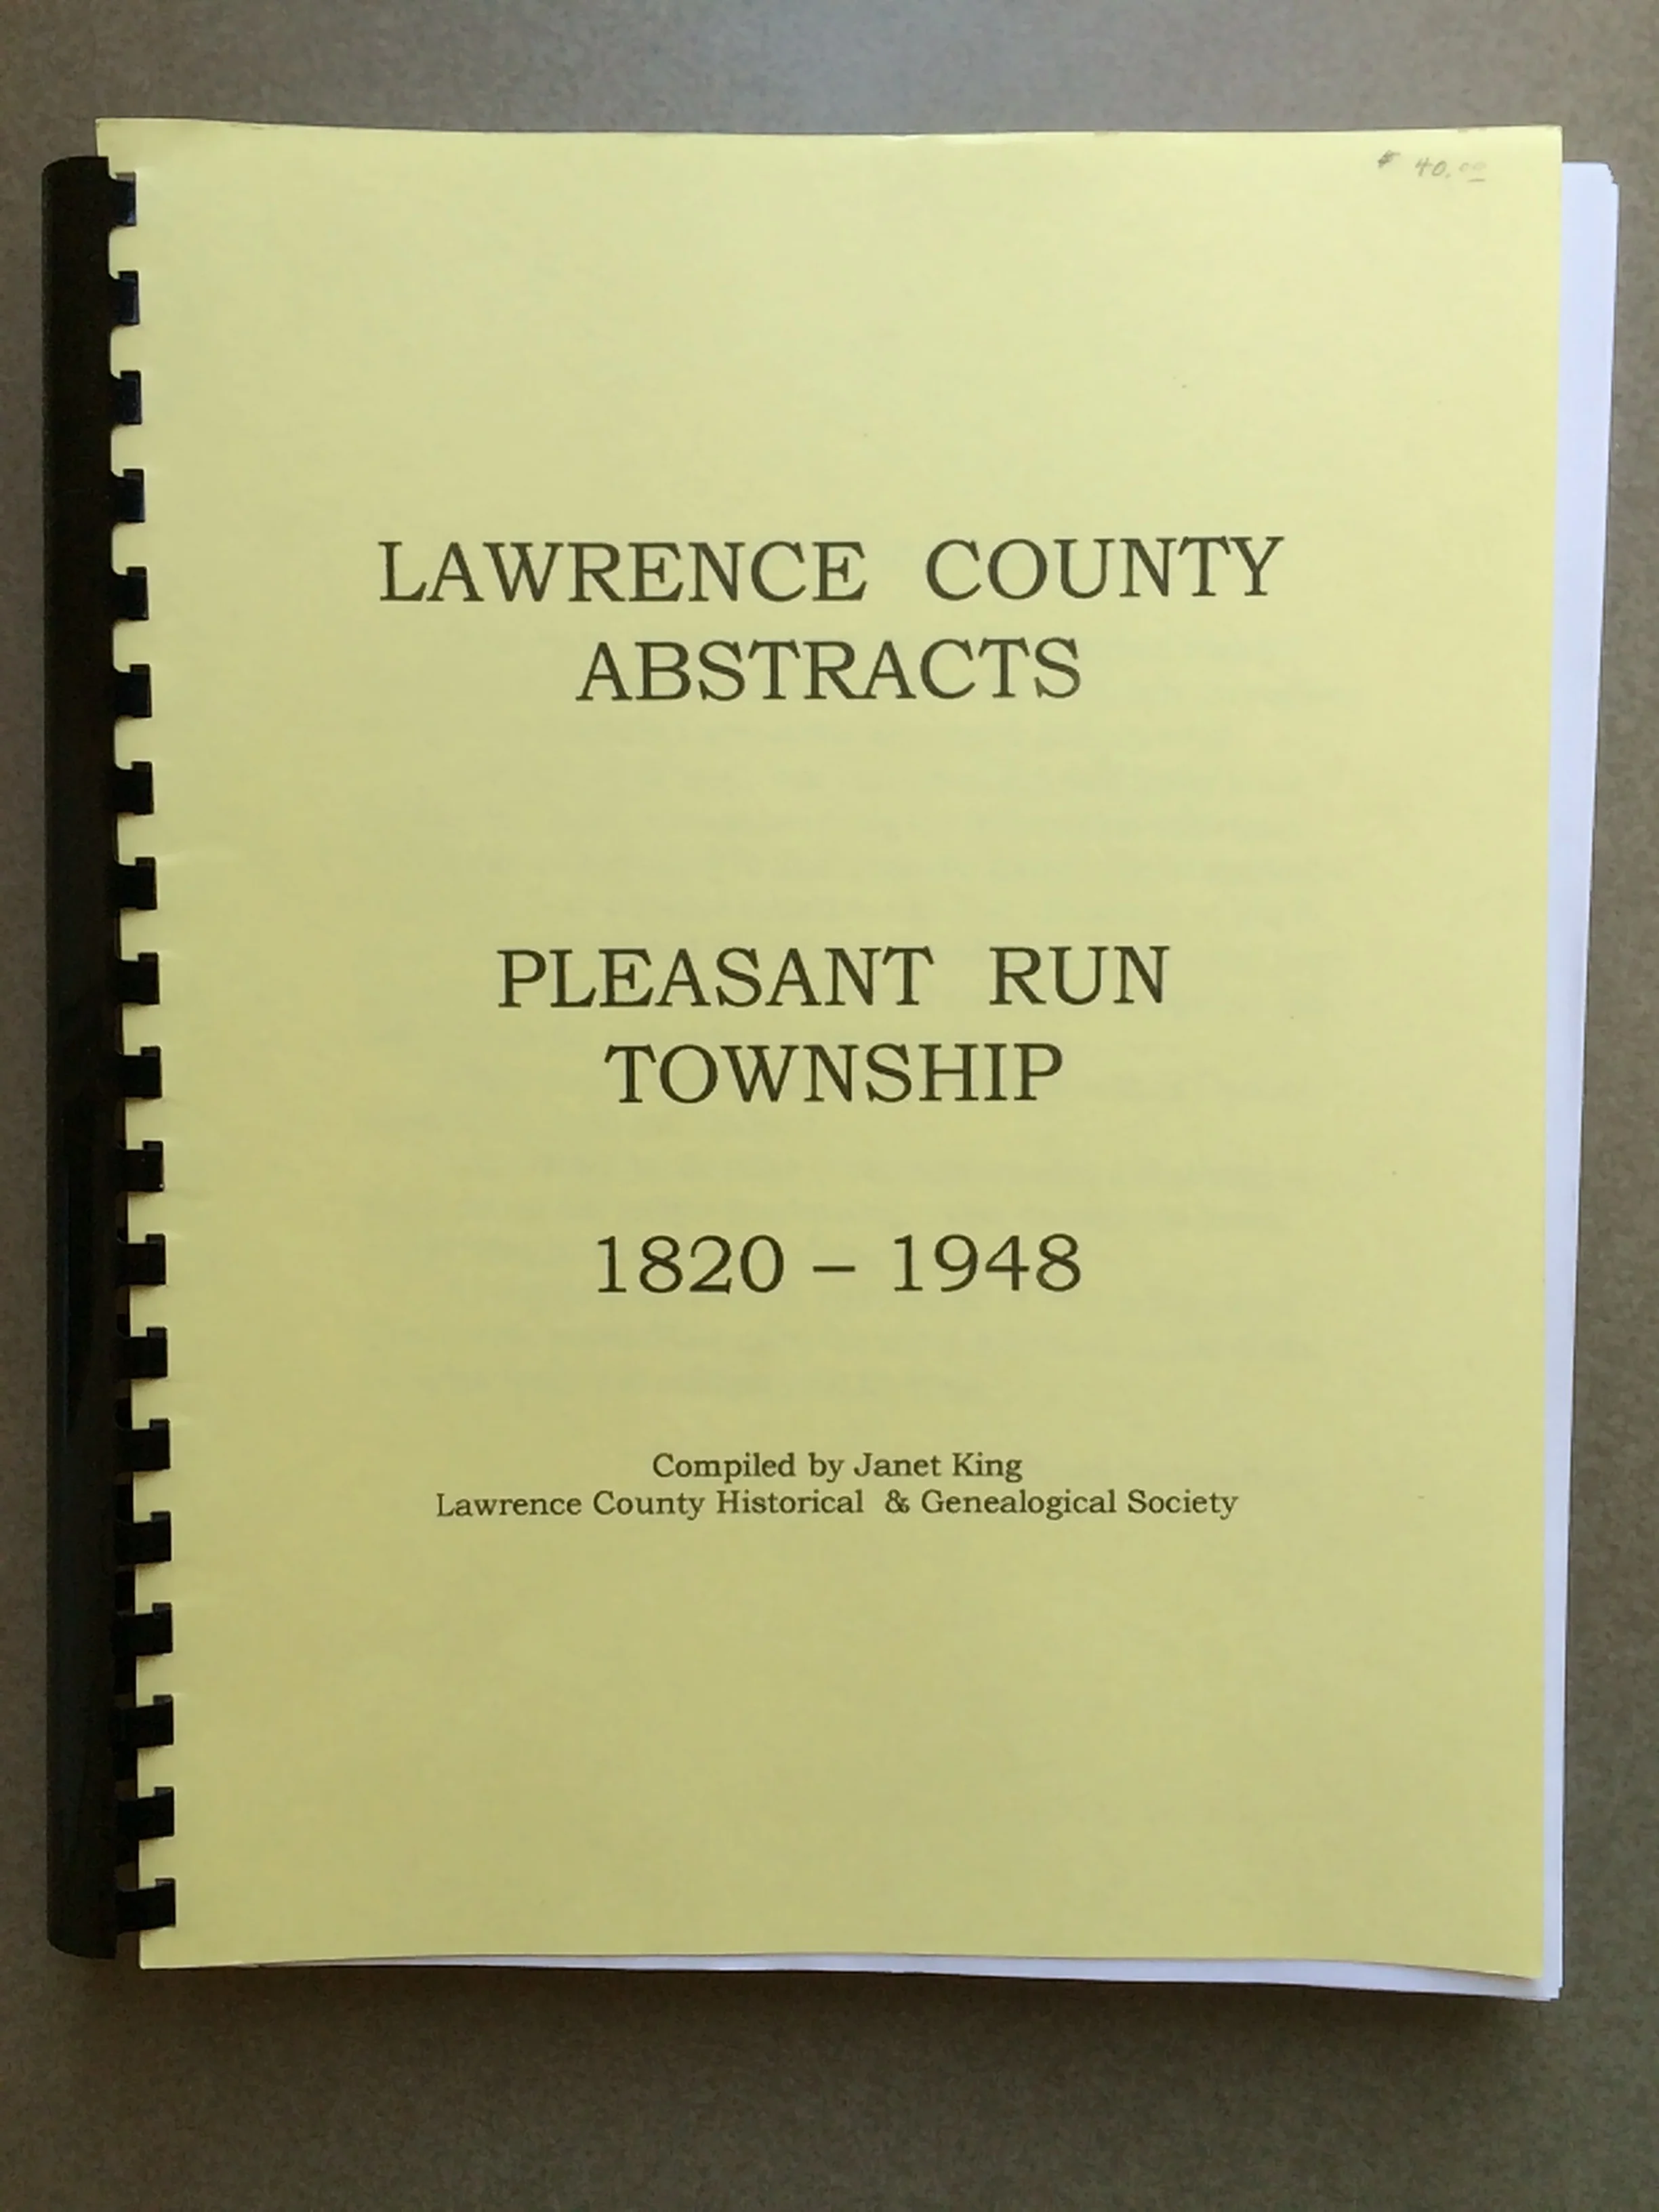 $ 40.00
LAWRENCE COUNTY
ABSTRACTS
PLEASANT RUN
TOWNSHIP
1820 – 1948
Compiled by Janet King
Lawrence County Historical & Genealogical Society